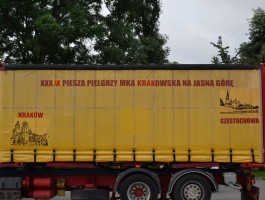 XXXIX PIESZA PIELGRZYMKA KRAKOWSKA NA JASNĄ GÓRĘ
KRAKÓW
CZĘSTOCHOWA